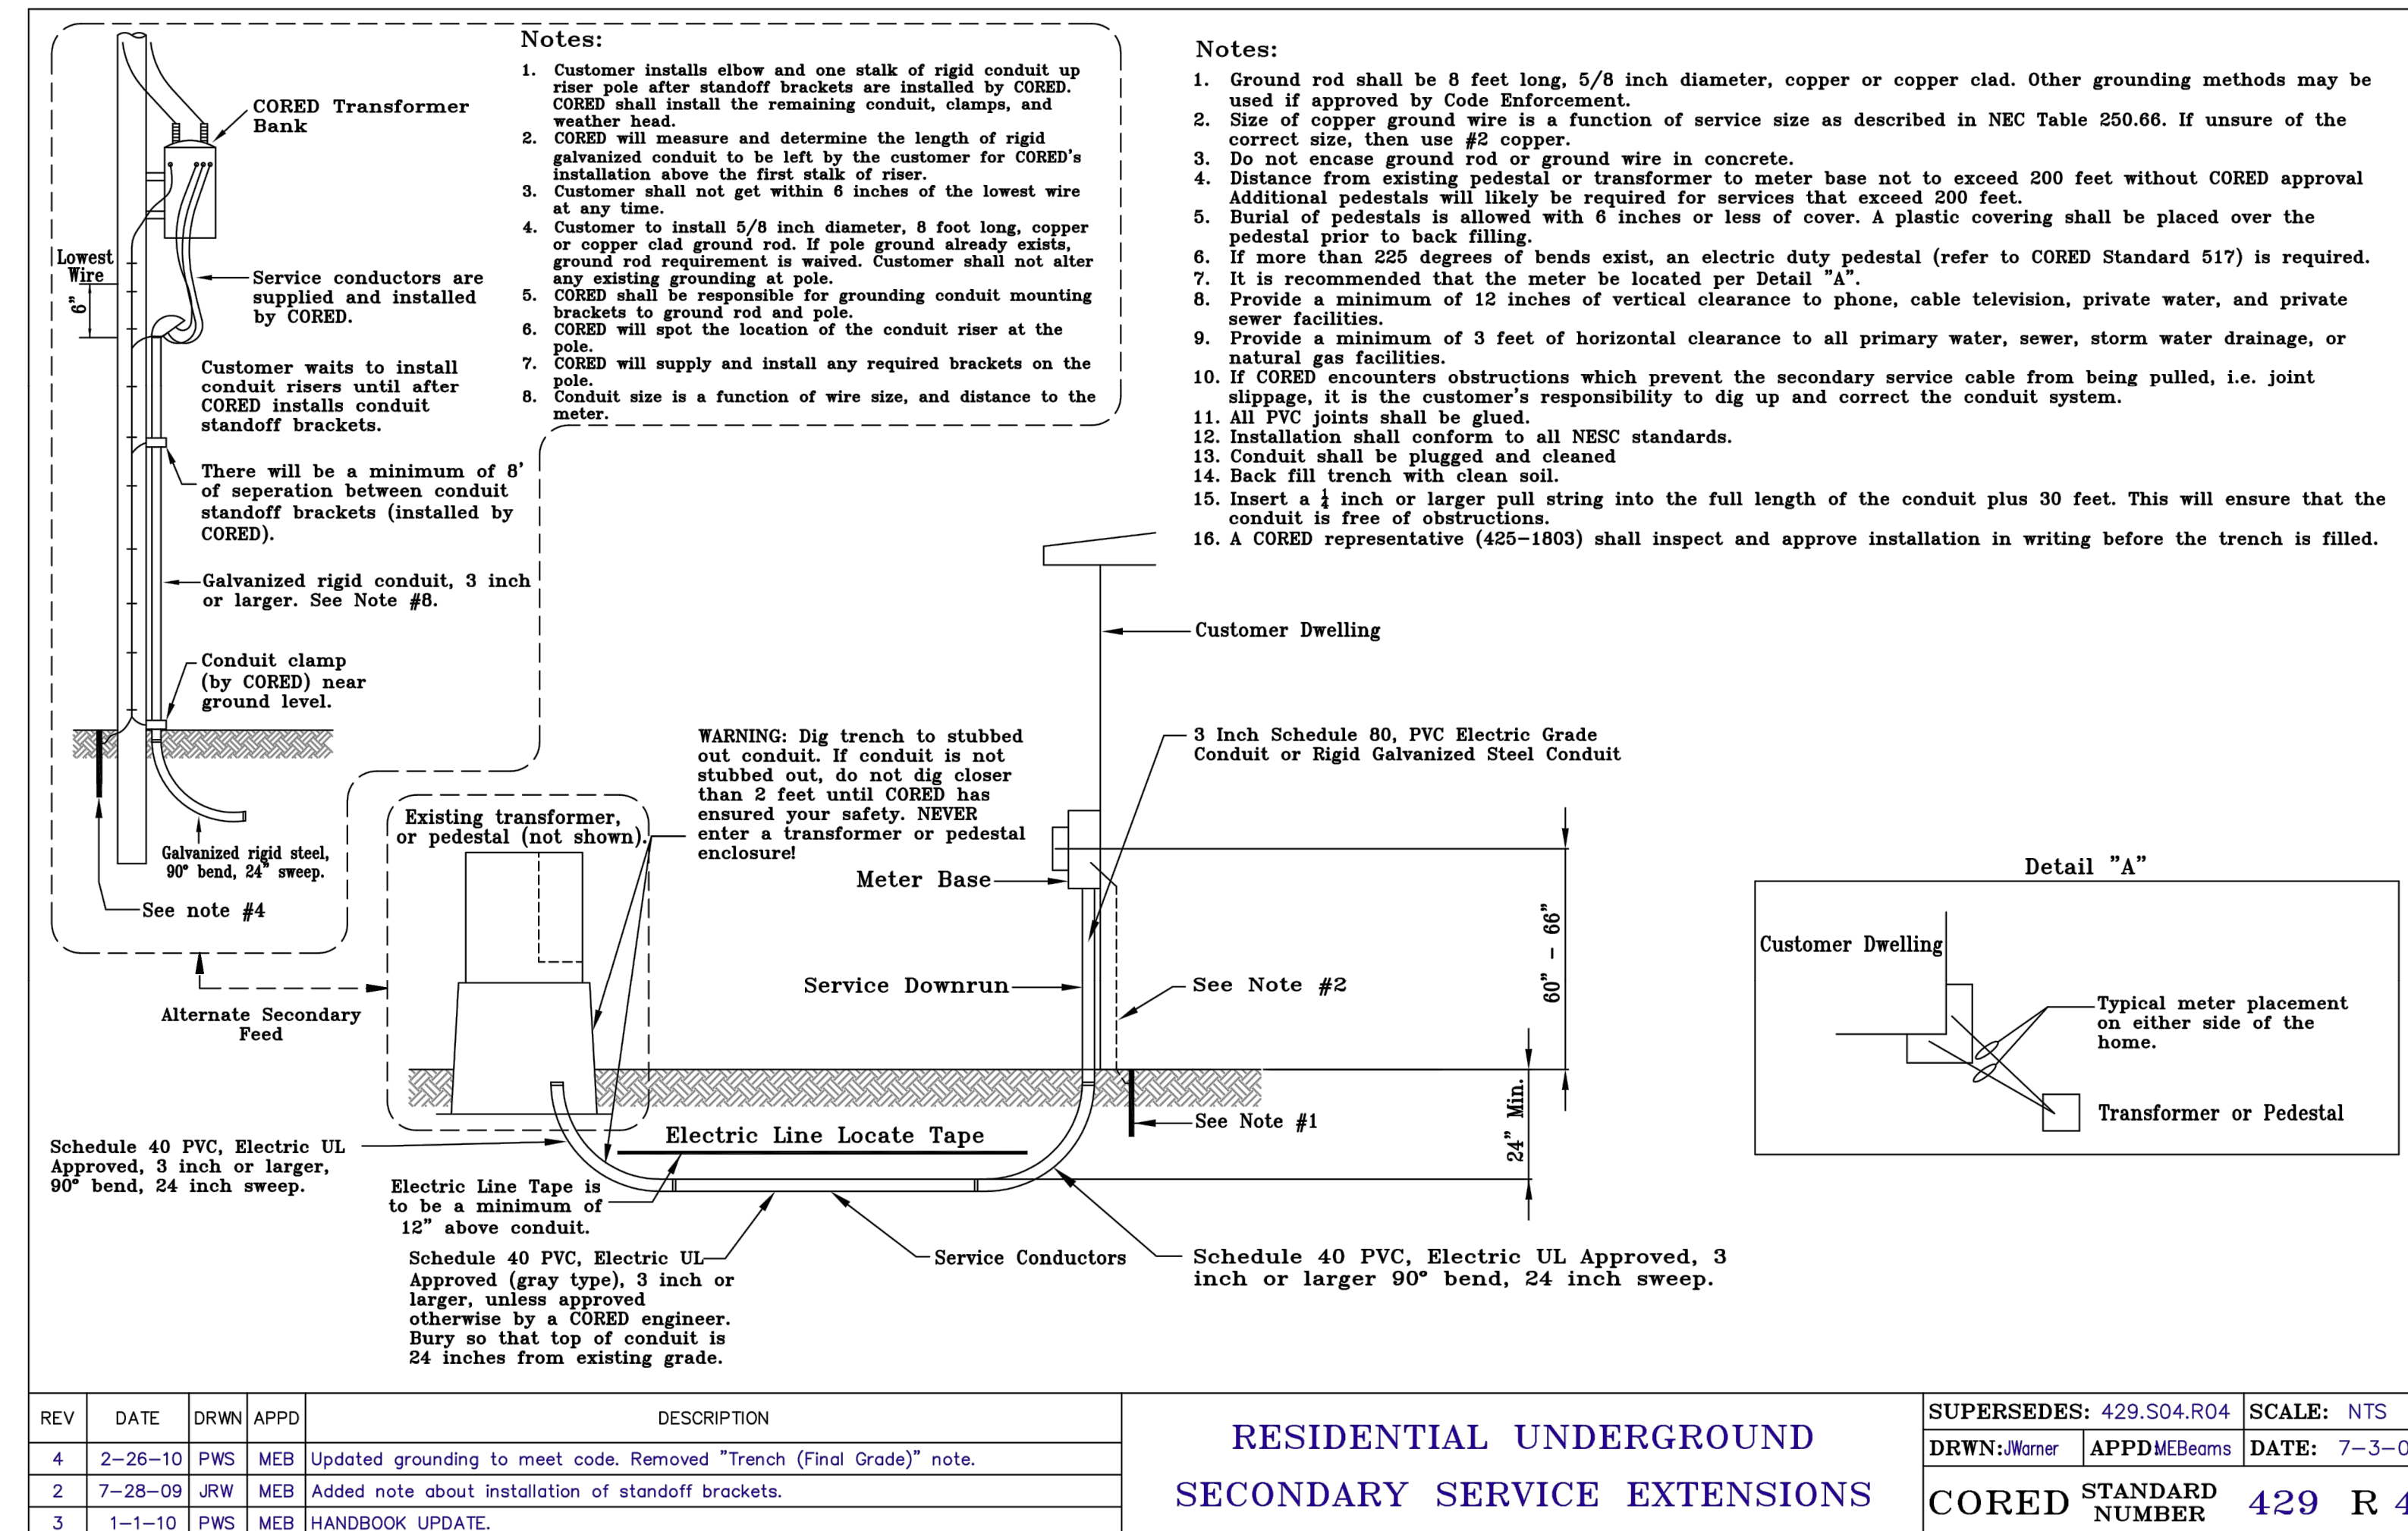 Notes:
1. Customer installs elbow and one stalk of rigid conduit up
riser pole after standoff brackets are installed by CORED.
CORED shall install the remaining conduit, clamps, and
weather head.
2. CORED will measure and determine the length of rigid
galvanized conduit to be left by the customer for CORED's
installation above the first stalk of riser.
3. Customer shall not get within 6 inches of the lowest wire
at any time.
4. Customer to install 5/8 inch diameter, 8 foot long, copper
or copper clad ground rod. If pole ground already exists,
ground rod requirement is waived. Customer shall not alter
any existing grounding at pole.
5. CORED shall be responsible for grounding conduit mounting
brackets to ground rod and pole.
6. CORED will spot the location of the conduit riser at the
pole.
7. CORED will supply and install any required brackets on the
pole.
8. Conduit size is a function of wire size, and distance to the
meter.
Notes:
1. Ground rod shall be 8 feet long, 5/8 inch diameter, copper or copper clad. Other grounding methods may be
used if approved by Code Enforcement.
2. Size of copper ground wire is a function of service size as described in NEC Table 250.66. If unsure of the
correct size, then use #2 copper.
3. Do not encase ground rod or ground wire in concrete.
4. Distance from existing pedestal or transformer to meter base not to exceed 200 feet without CORED approval
Additional pedestals will likely be required for services that exceed 200 feet.
5. Burial of pedestals is allowed with 6 inches or less of cover. A plastic covering shall be placed over the
pedestal prior to back filling.
6. If more than 225 degrees of bends exist, an electric duty pedestal (refer to CORED Standard 517) is required.
7. It is recommended that the meter be located per Detail "A".
8. Provide a minimum of 12 inches of vertical clearance to phone, cable television, private water, and private
sewer facilities.
9. Provide a minimum of 3 feet of horizontal clearance to all primary water, sewer, storm water drainage, or
natural gas facilities.
10. If CORED encounters obstructions which prevent the secondary service cable from being pulled, i.e. joint
slippage, it is the customer's responsibility to dig up and correct the conduit system.
11. All PVC joints shall be glued.
12. Installation shall conform to all NESC standards.
13. Conduit shall be plugged and cleaned
14. Back fill trench with clean soil.
15. Insert a ¼ inch or larger pull string into the full length of the conduit plus 30 feet. This will ensure that the
conduit is free of obstructions.
16. A CORED representative (425-1803) shall inspect and approve installation in writing before the trench is filled.
CORED Transformer
Bank
Lowest
Wire
6"
Service conductors are
supplied and installed
by CORED.
Customer waits to install
conduit risers until after
CORED installs conduit
standoff brackets.
There will be a minimum of 8'
of seperation between conduit
standoff brackets (installed by
CORED).
Galvanized rigid conduit, 3 inch
or larger. See Note #8.
Conduit clamp
(by CORED) near
ground level.
Galvanized rigid steel,
90° bend, 24" sweep.
See note #4
Alternate Secondary
Feed
Existing transformer,
or pedestal (not shown).
WARNING: Dig trench to stubbed
out conduit. If conduit is not
stubbed out, do not dig closer
than 2 feet until CORED has
ensured your safety. NEVER
enter a transformer or pedestal
enclosure!
Customer Dwelling
3 Inch Schedule 80, PVC Electric Grade
Conduit or Rigid Galvanized Steel Conduit
Meter Base
Service Downrun
See Note #2
60" - 66"
24" Min.
See Note #1
Detail "A"
Customer Dwelling
Typical meter placement
on either side of the
home.
Transformer or Pedestal
Schedule 40 PVC, Electric UL
Approved, 3 inch or larger,
90° bend, 24 inch sweep.
Electric Line Locate Tape
Electric Line Tape is
to be a minimum of
12" above conduit.
Schedule 40 PVC, Electric UL
Approved (gray type), 3 inch or
larger, unless approved
otherwise by a CORED engineer.
Bury so that top of conduit is
24 inches from existing grade.
Service Conductors
Schedule 40 PVC, Electric UL Approved, 3
inch or larger 90° bend, 24 inch sweep.
REV DATE DRWN APPD DESCRIPTION
4 2-26-10 PWS MEB Updated grounding to meet code. Removed "Trench (Final Grade)" note.
2 7-28-09 JRW MEB Added note about installation of standoff brackets.
3 1-1-10 PWS MEB HANDBOOK UPDATE.
RESIDENTIAL UNDERGROUND
SECONDARY SERVICE EXTENSIONS
SUPERSEDES: 429.S04.R04 SCALE: NTS
DRWN: JWarner APPD: MEBeams DATE: 7-3-0
CORED STANDARD NUMBER 429 R 4